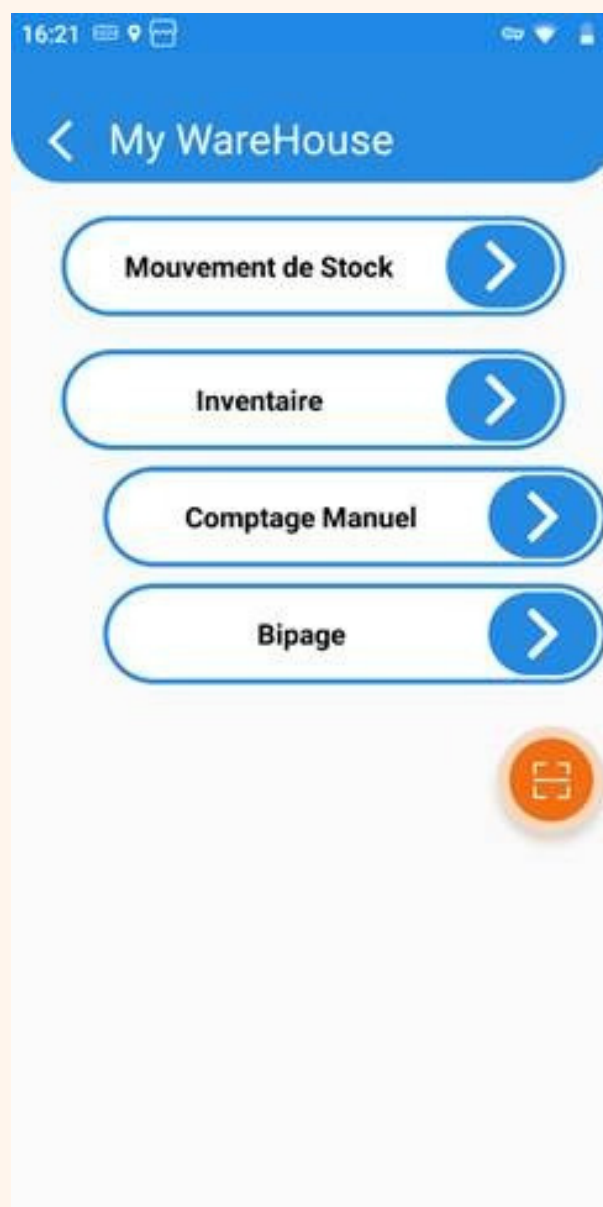 16:21
My WareHouse
Mouvement de Stock
Inventaire
Comptage Manuel
Bipage